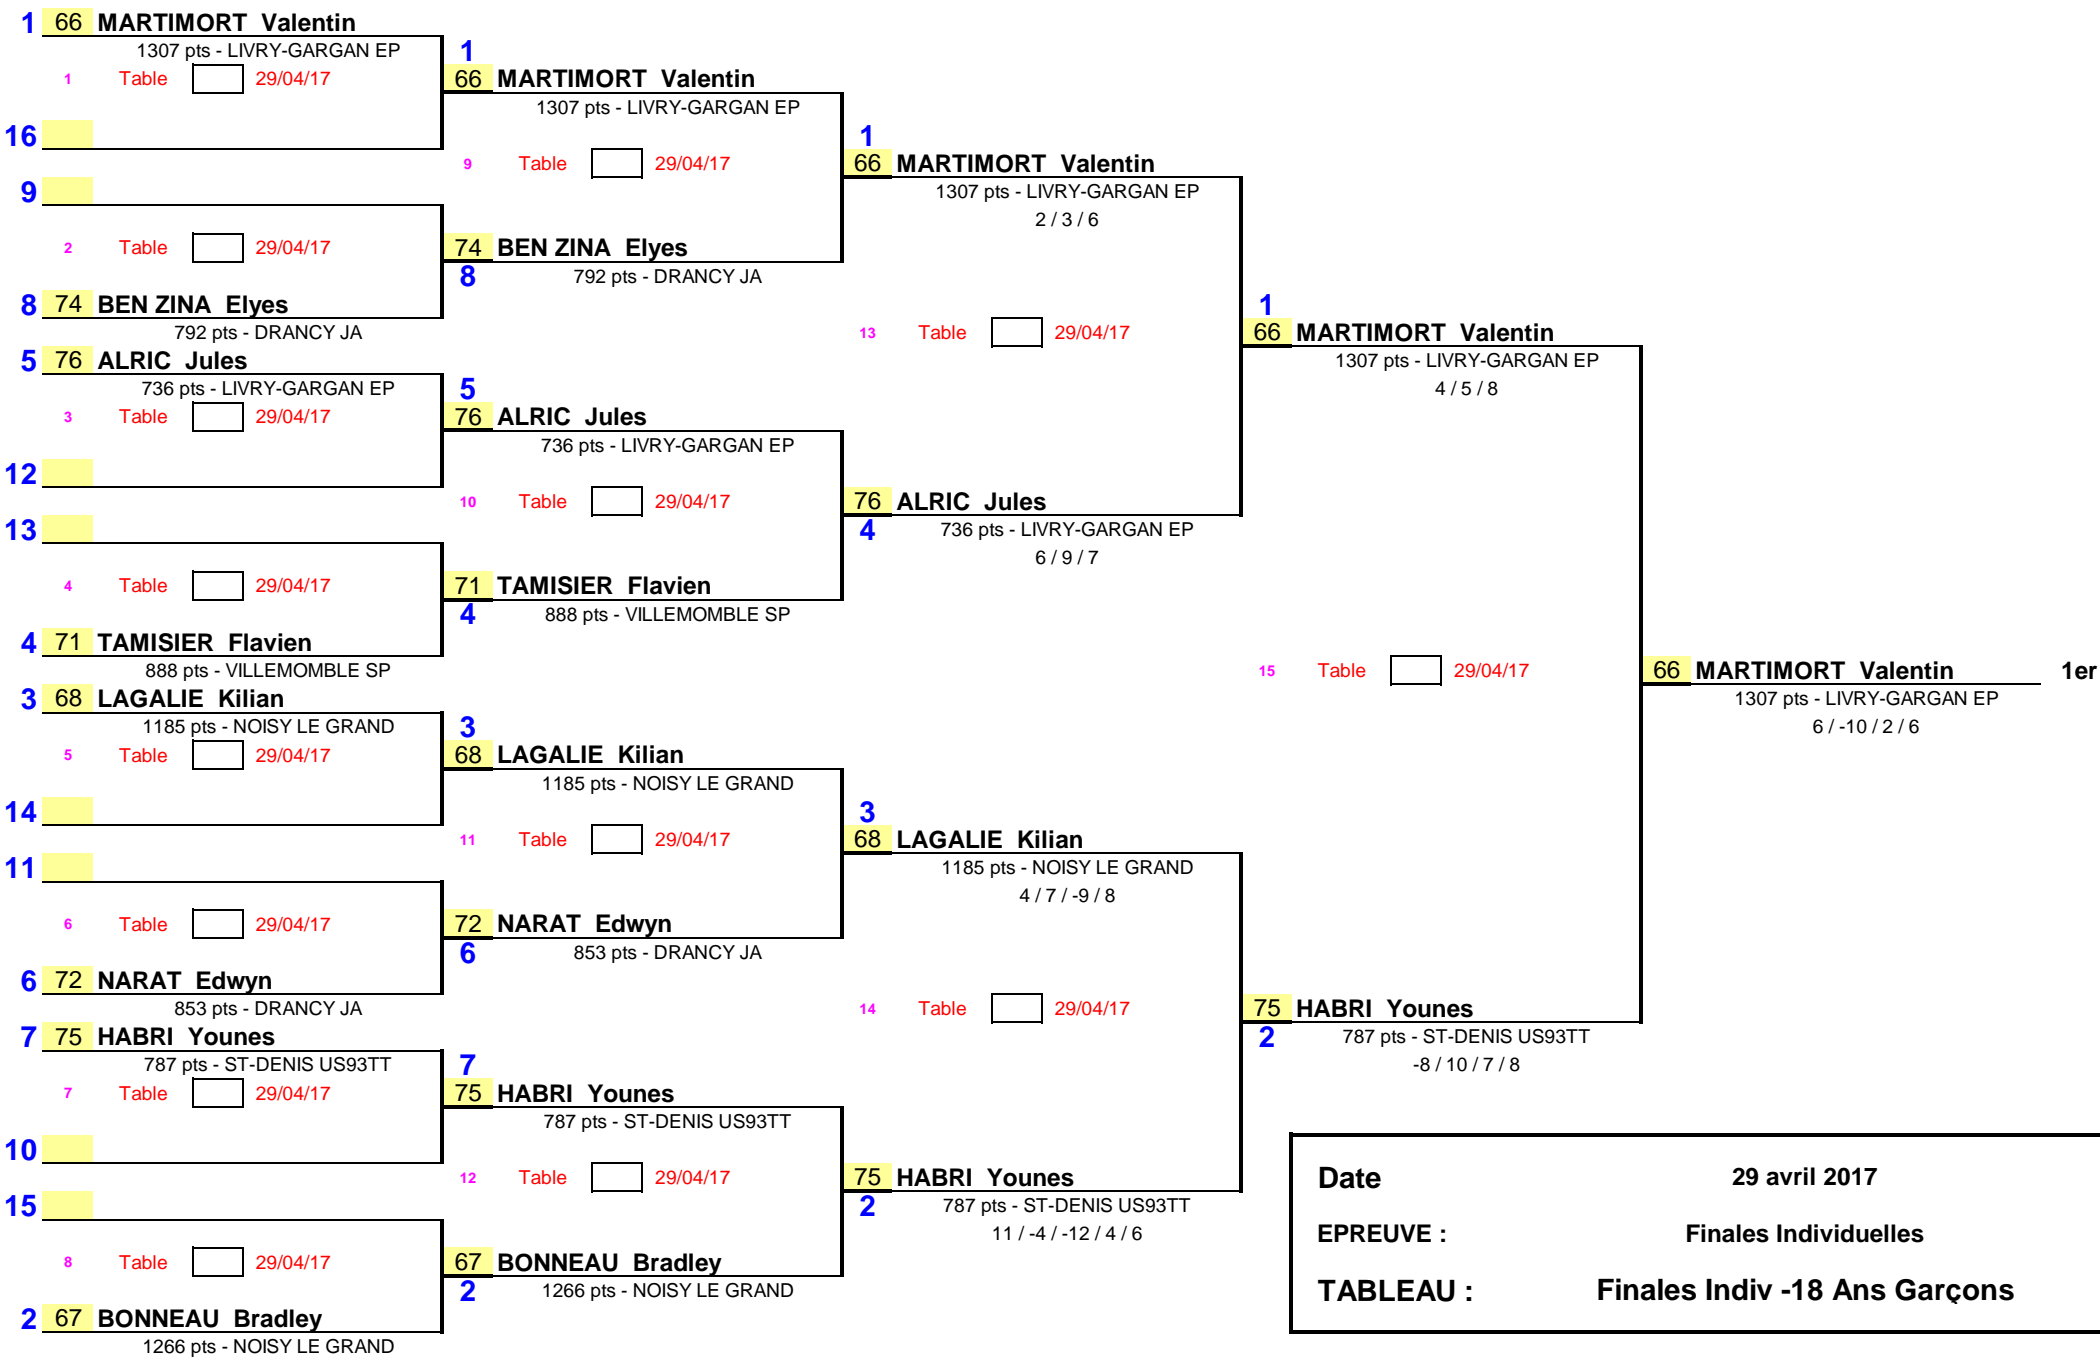 1 66 MARTIMORT Valentin
1307 pts - LIVRY-GARGAN EP
1 Table 29/04/17
16
9
2 Table 29/04/17
8 74 BEN ZINA Elyes
792 pts - DRANCY JA
5 76 ALRIC Jules
736 pts - LIVRY-GARGAN EP
3 Table 29/04/17
12
13
4 Table 29/04/17
4 71 TAMISIER Flavien
888 pts - VILLEMOMBLE SP
3 68 LAGALIE Kilian
1185 pts - NOISY LE GRAND
5 Table 29/04/17
14
11
6 Table 29/04/17
6 72 NARAT Edwyn
853 pts - DRANCY JA
7 75 HABRI Younes
787 pts - ST-DENIS US93TT
7 Table 29/04/17
10
15
8 Table 29/04/17
2 67 BONNEAU Bradley
1266 pts - NOISY LE GRAND
1
66 MARTIMORT Valentin
1307 pts - LIVRY-GARGAN EP
9 Table 29/04/17
74 BEN ZINA Elyes
8
792 pts - DRANCY JA
5
76 ALRIC Jules
736 pts - LIVRY-GARGAN EP
10 Table 29/04/17
71 TAMISIER Flavien
4
888 pts - VILLEMOMBLE SP
3
68 LAGALIE Kilian
1185 pts - NOISY LE GRAND
11 Table 29/04/17
72 NARAT Edwyn
6
853 pts - DRANCY JA
7
75 HABRI Younes
787 pts - ST-DENIS US93TT
12 Table 29/04/17
67 BONNEAU Bradley
2
1266 pts - NOISY LE GRAND
1
66 MARTIMORT Valentin
1307 pts - LIVRY-GARGAN EP
2 / 3 / 6
13 Table 29/04/17
76 ALRIC Jules
4
736 pts - LIVRY-GARGAN EP
6 / 9 / 7
3
68 LAGALIE Kilian
1185 pts - NOISY LE GRAND
4 / 7 / -9 / 8
14 Table 29/04/17
75 HABRI Younes
2
787 pts - ST-DENIS US93TT
11 / -4 / -12 / 4 / 6
1
66 MARTIMORT Valentin
1307 pts - LIVRY-GARGAN EP
4 / 5 / 8
15 Table 29/04/17
75 HABRI Younes
2
787 pts - ST-DENIS US93TT
-8 / 10 / 7 / 8
66 MARTIMORT Valentin 1er
1307 pts - LIVRY-GARGAN EP
6 / -10 / 2 / 6
Date 29 avril 2017
EPREUVE : Finales Individuelles
TABLEAU : Finales Indiv -18 Ans Garçons